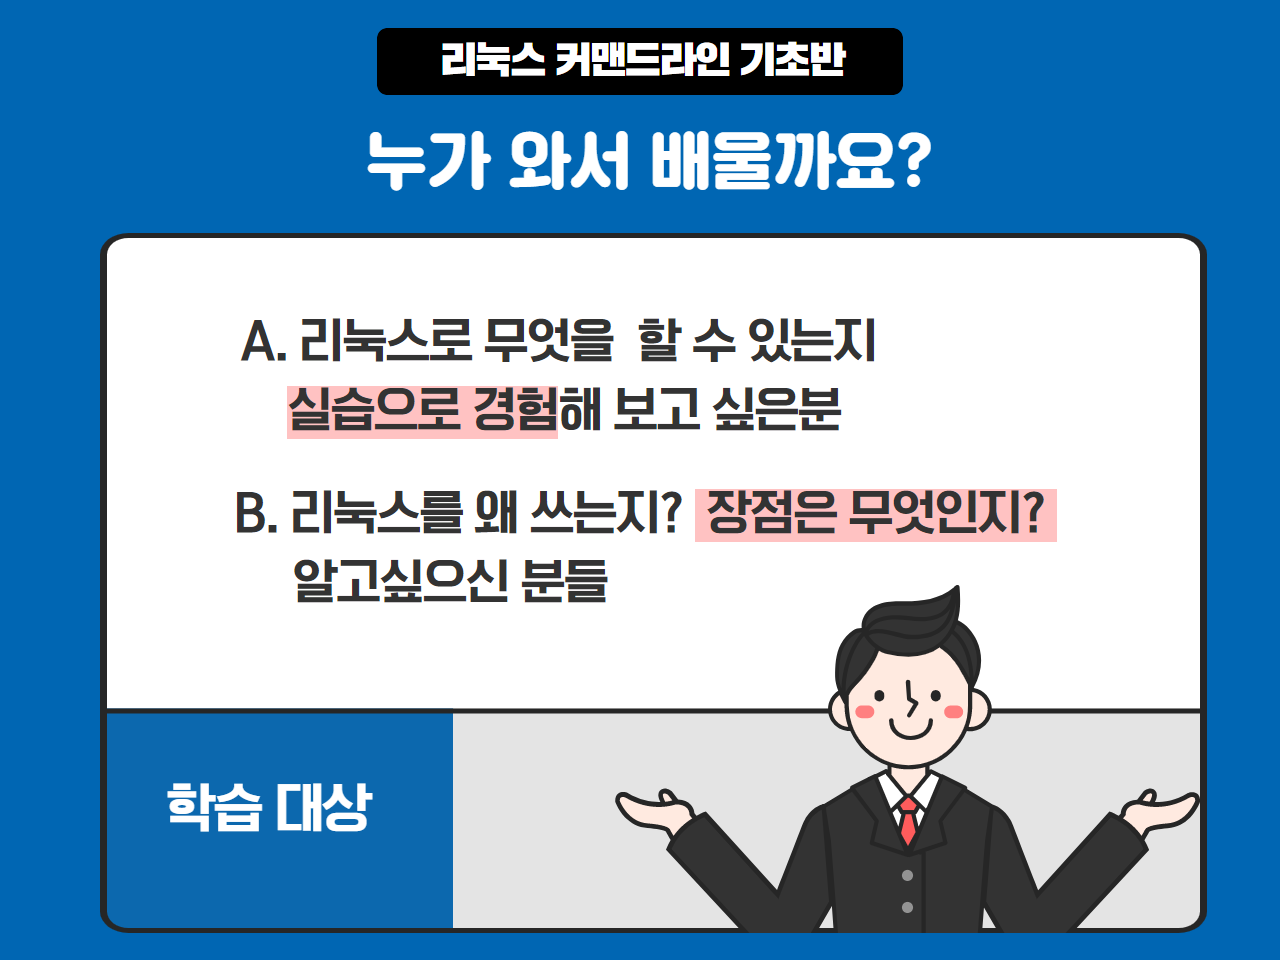 리눅스 커맨드라인 기초반
누가 와서 배울까요?
A. 리눅스로 무엇을 할 수 있는지
실습으로 경험해 보고 싶은분
B. 리눅스를 왜 쓰는지? 장점은 무엇인지?
알고싶으신 분들
학습 대상